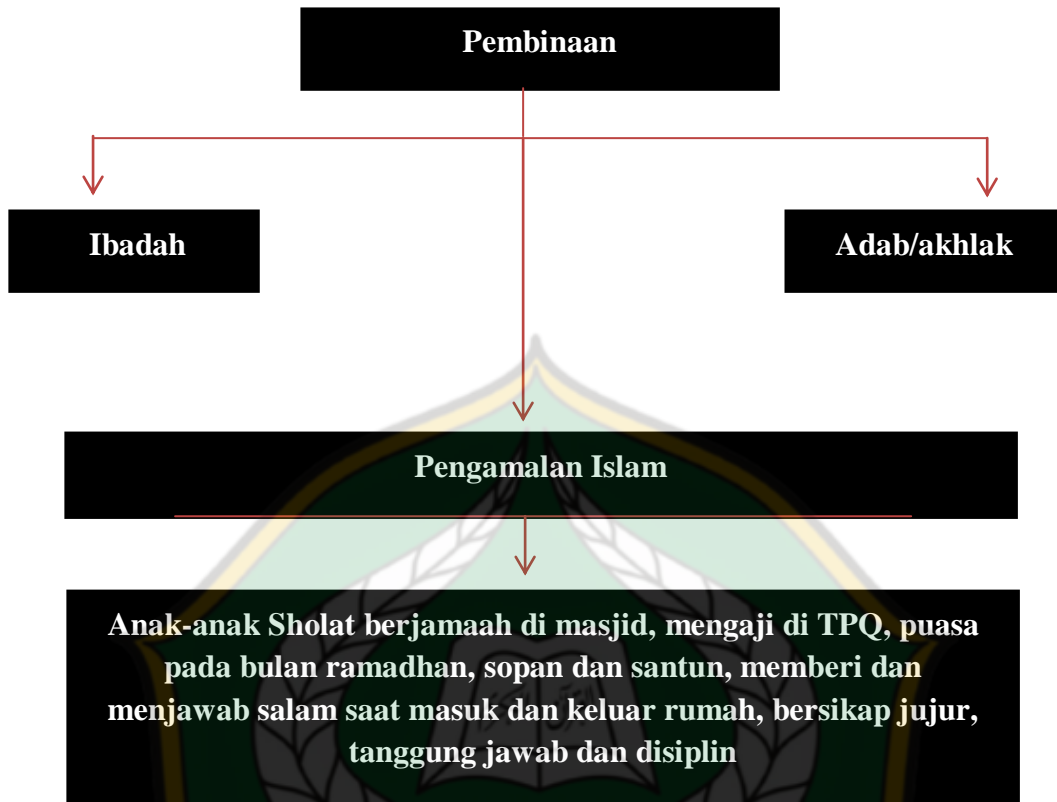 Pembinaan
Ibadah
Adab/akhlak
Pengamalan Islam
Anak-anak Sholat berjamaah di masjid, mengaji di TPQ, puasa
pada bulan ramadhan, sopan dan santun, memberi dan
menjawab salam saat masuk dan keluar rumah, bersikap jujur,
tanggung jawab dan disiplin